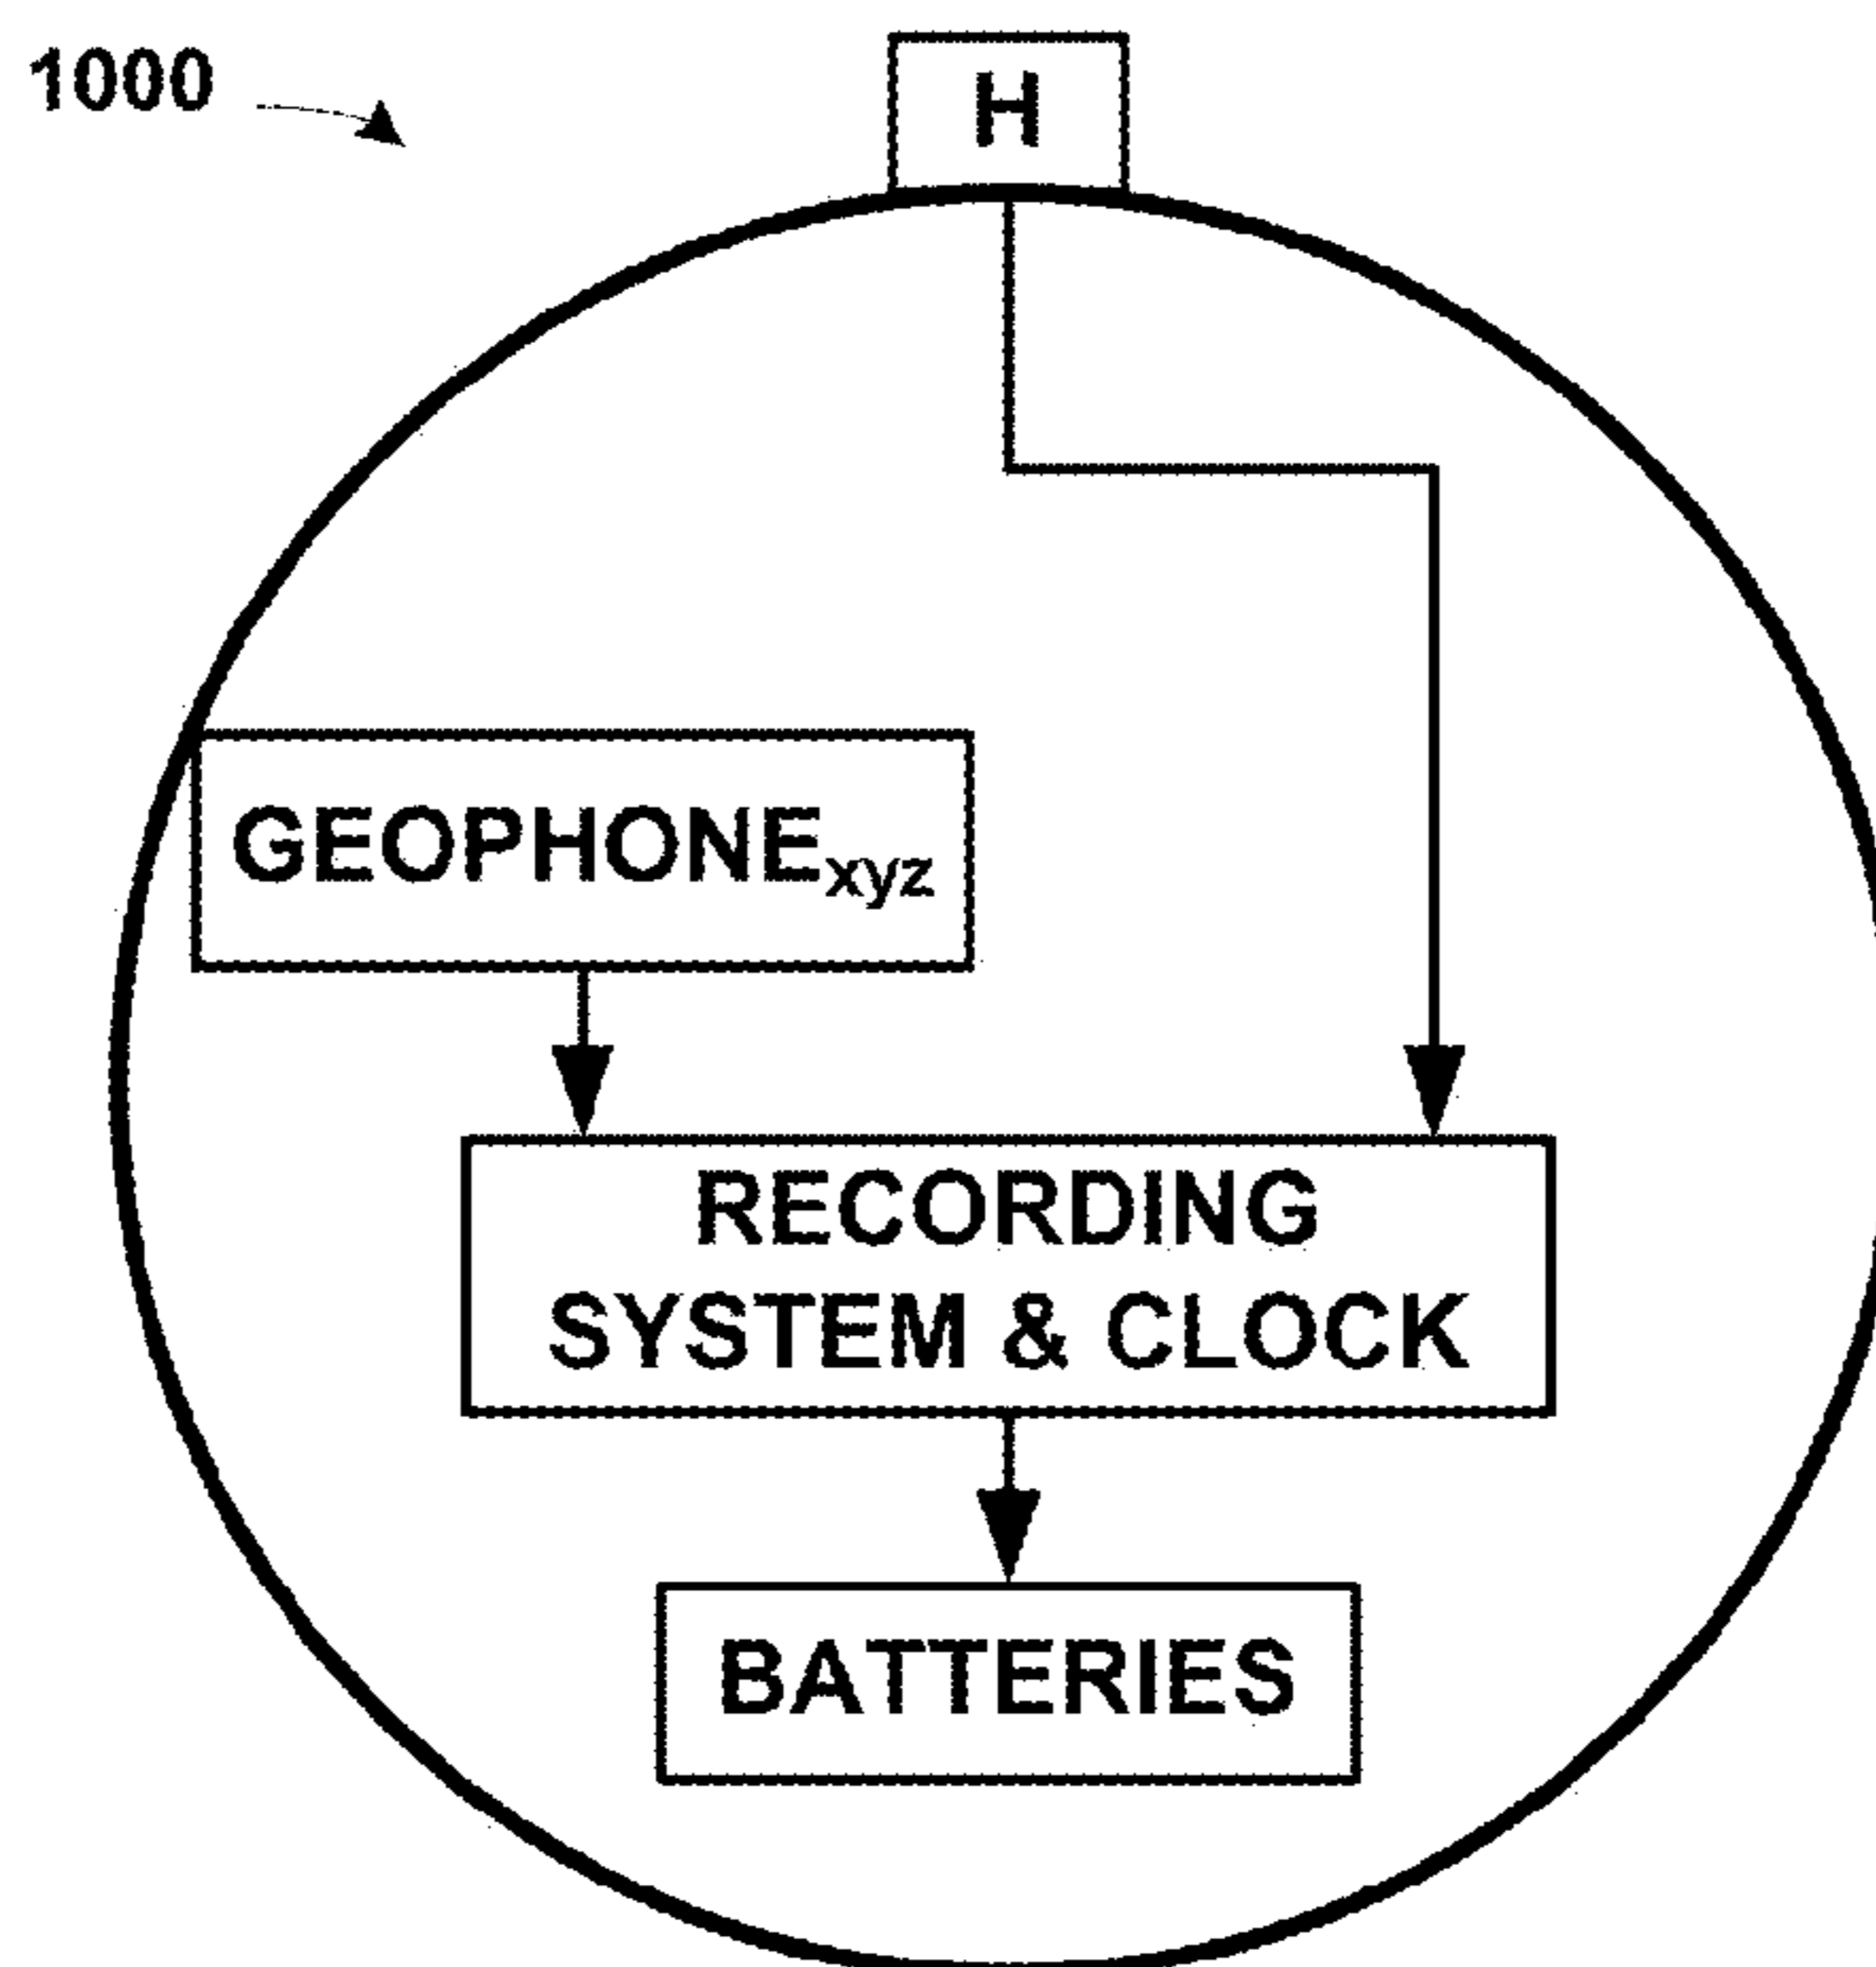 1000
H
GEOPHONExyz
RECORDING
SYSTEM & CLOCK
BATTERIES